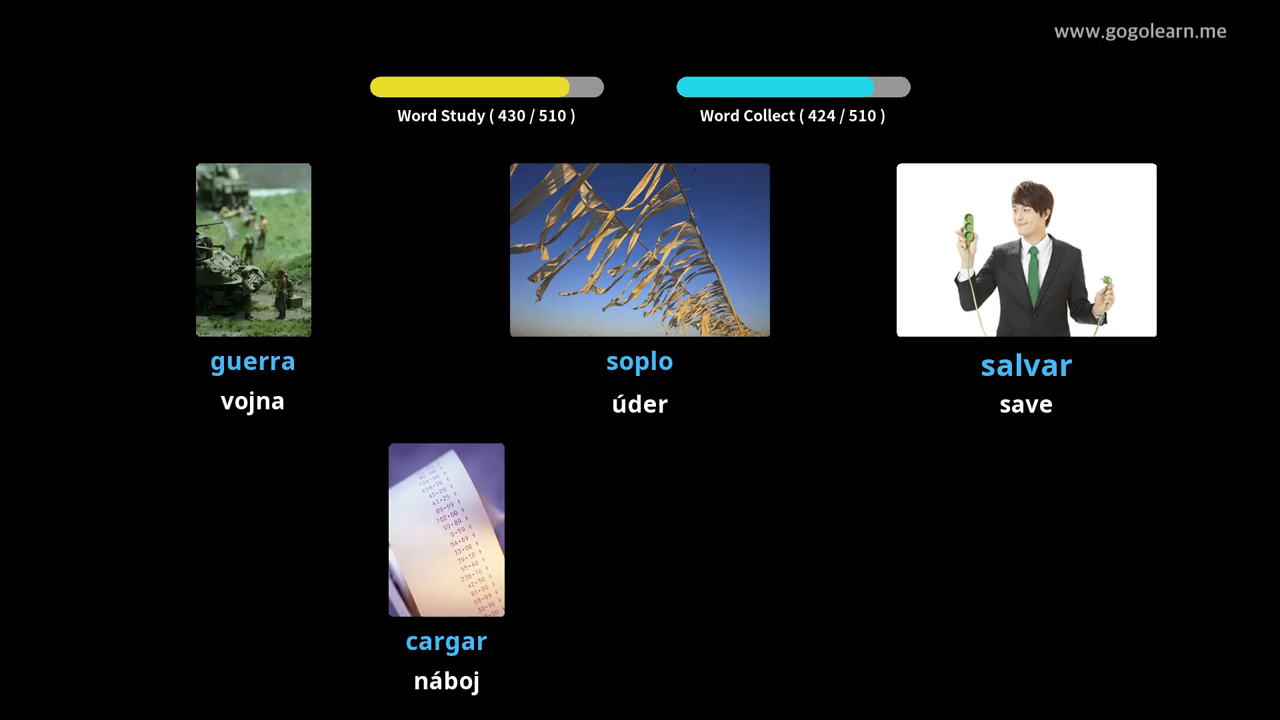 www.gogolearn.me
Word Study ( 430 / 510 )
Word Collect ( 424 / 510 )
guerra
vojna
soplo
úder
salvar
save
cargar
náboj